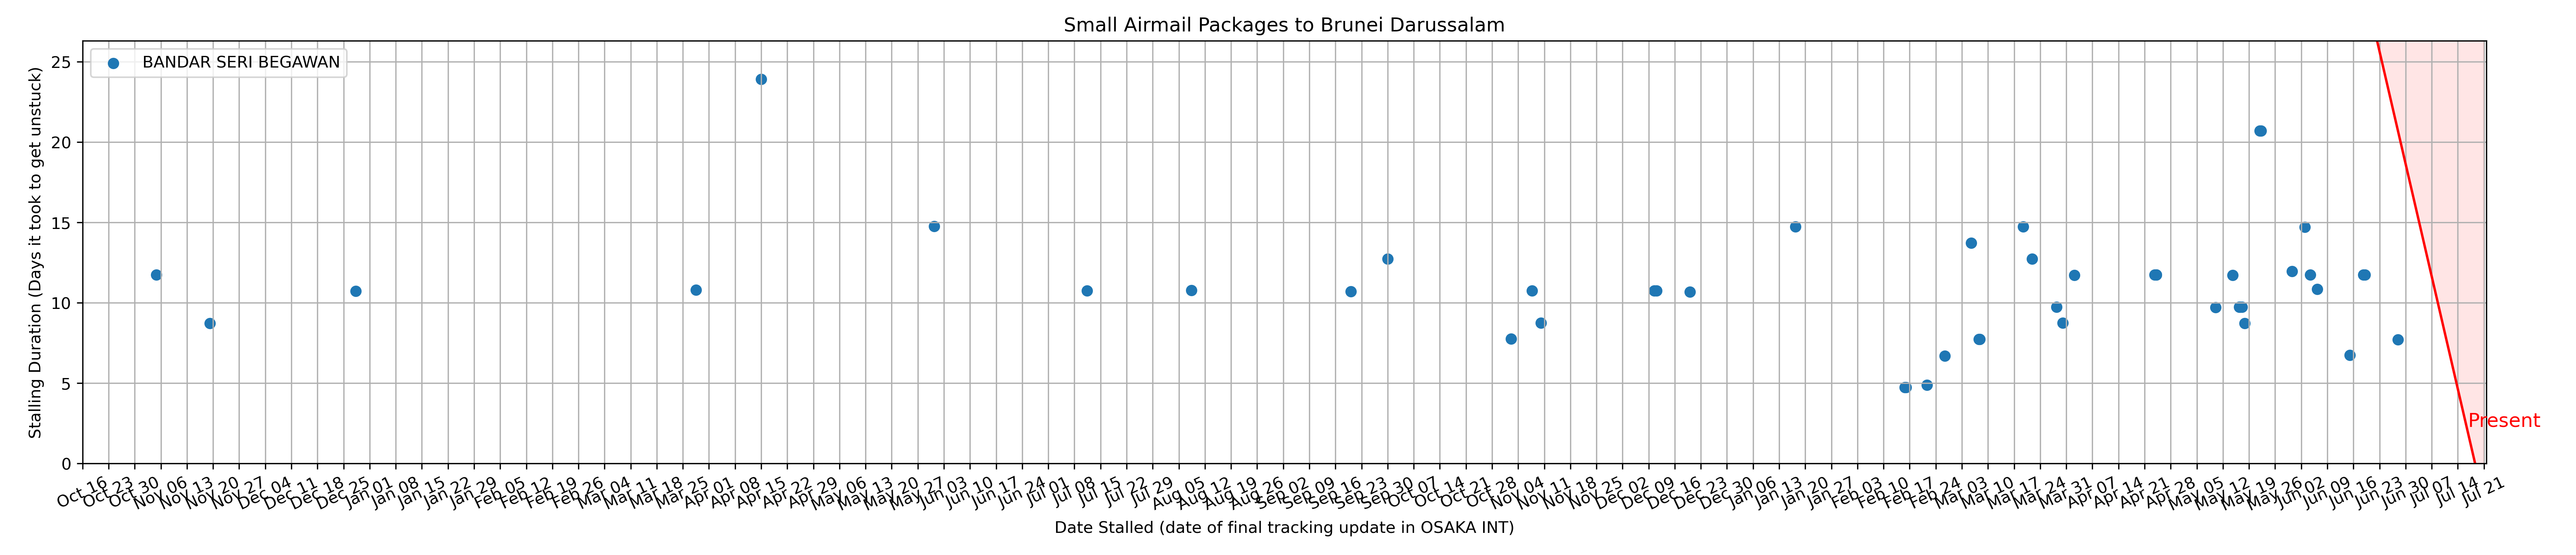 Small Airmail Packages to Brunei Darussalam
BANDAR SERI BEGAWAN
Stalling Duration (Days it took to get unstuck)
25
20
15
10
5
0
Present
Oct 16
Oct 23
Oct 30
Nov 06
Nov 13
Nov 20
Nov 27
Dec 04
Dec 11
Dec 18
Dec 25
Jan 01
Jan 08
Jan 15
Jan 22
Jan 29
Feb 05
Feb 12
Feb 19
Feb 26
Mar 04
Mar 11
Mar 18
Mar 25
Apr 01
Apr 08
Apr 15
Apr 22
Apr 29
May 06
May 13
May 20
May 27
Jun 03
Jun 10
Jun 17
Jun 24
Jul 01
Jul 08
Jul 15
Jul 22
Jul 29
Aug 05
Aug 12
Aug 19
Aug 26
Sep 02
Sep 09
Sep 16
Sep 23
Sep 30
Oct 07
Oct 14
Oct 21
Oct 28
Nov 04
Nov 11
Nov 18
Nov 25
Dec 02
Dec 09
Dec 16
Dec 23
Dec 30
Jan 06
Jan 13
Jan 20
Jan 27
Feb 03
Feb 10
Feb 17
Feb 24
Mar 03
Mar 10
Mar 17
Mar 24
Mar 31
Apr 07
Apr 14
Apr 21
Apr 28
May 05
May 12
May 19
May 26
Jun 02
Jun 09
Jun 16
Jun 23
Jun 30
Jul 07
Jul 14
Jul 21
Date Stalled (date of final tracking update in OSAKA INT)